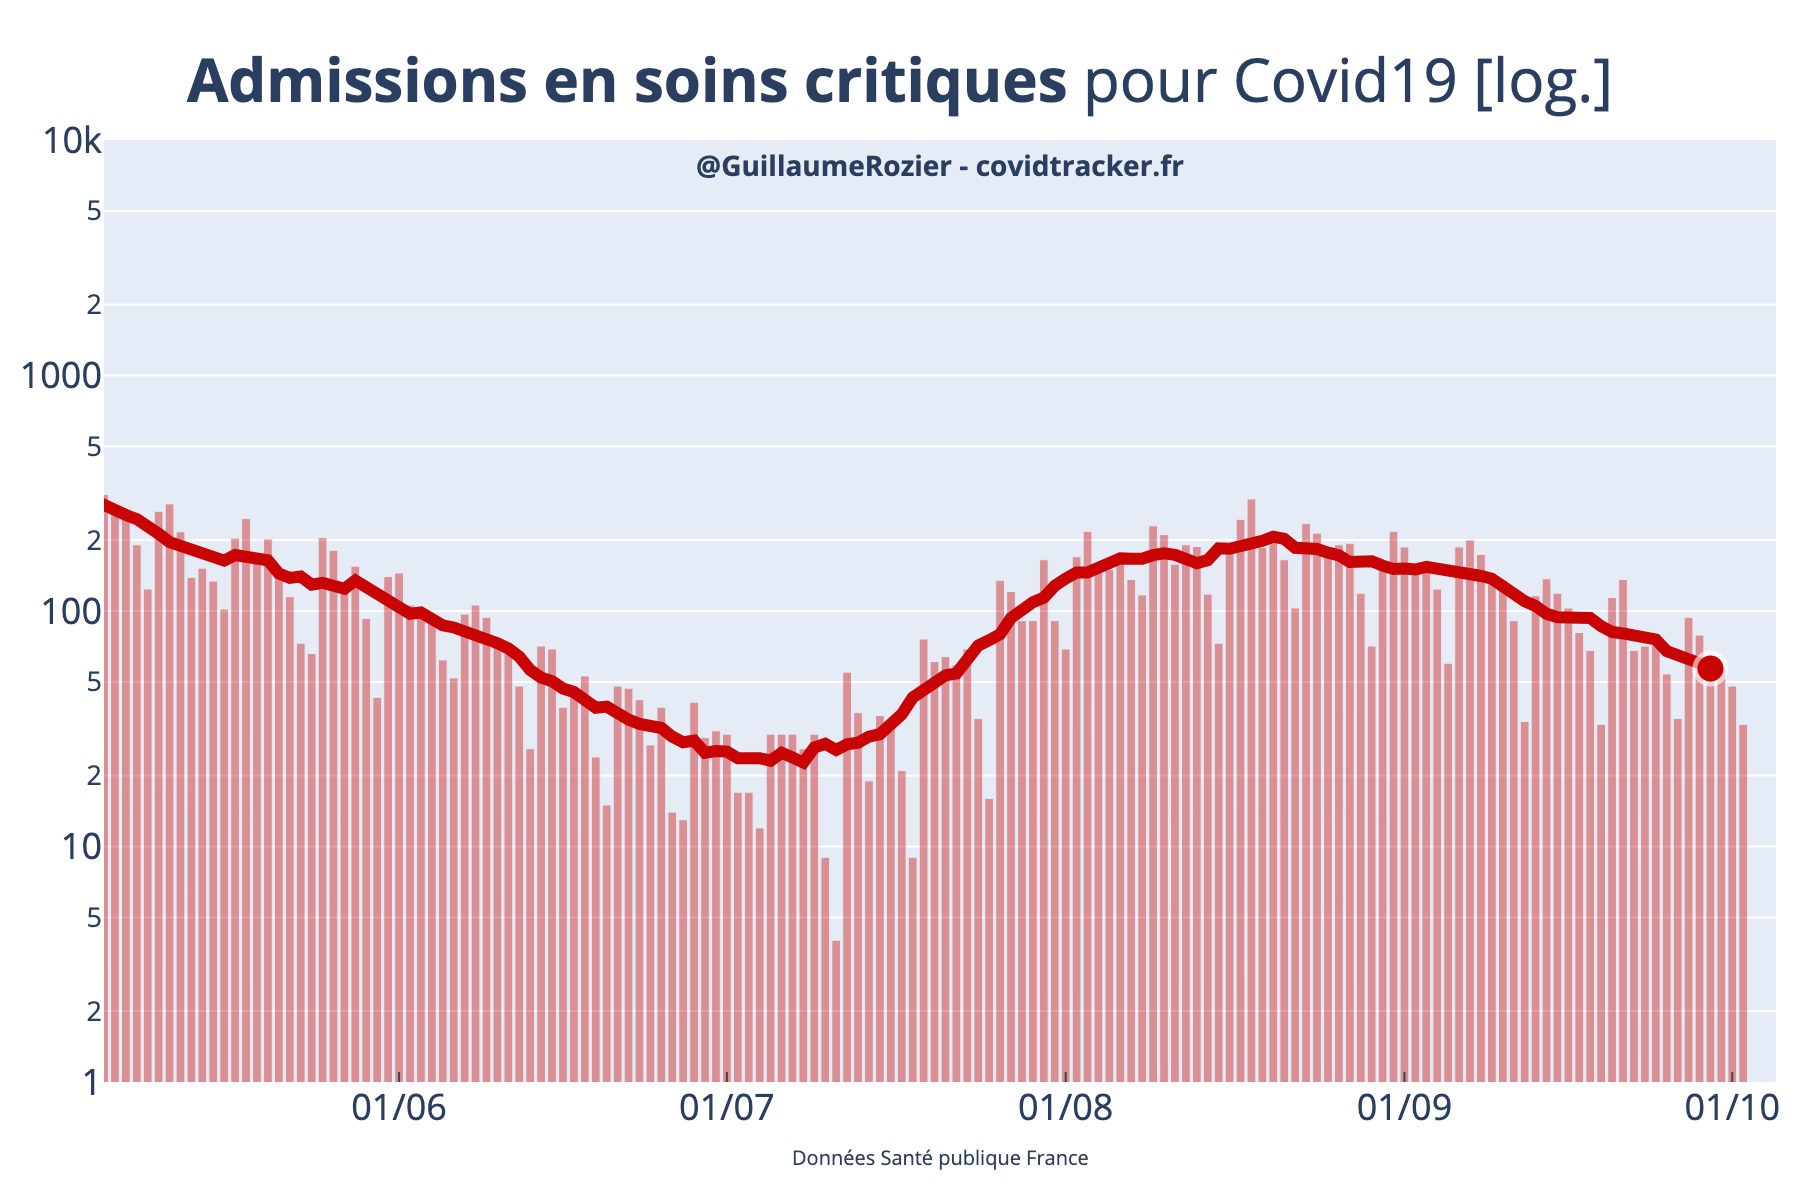 Admissions en soins critiques pour Covid19 [log.]
@GuillaumeRozier - covidtracker.fr
10k
5
2
1000
5
2
100
5
2
10
5
2
1
01/06 01/07 01/08 01/09 01/10
Données Santé publique France